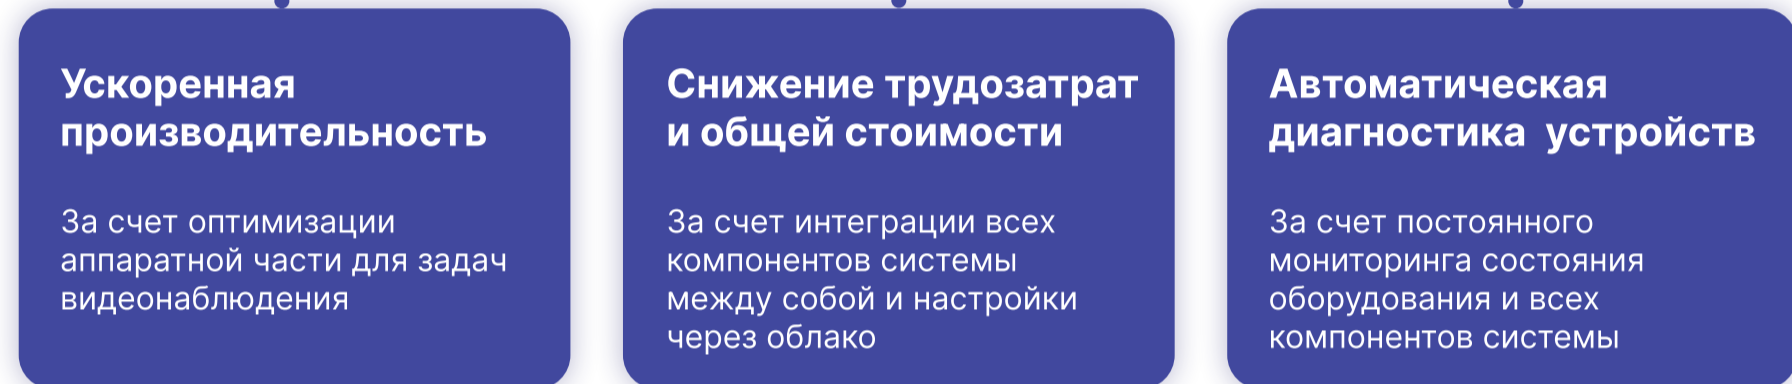 Ускоренная
производительность
За счет оптимизации
аппаратной части для задач
видеонаблюдения
Снижение трудозатрат
и общей стоимости
За счет интеграции всех
компонентов системы
между собой и настройки
через облако
Автоматическая
диагностика  устройств
За счет постоянного
мониторинга состояния
оборудования и всех
компонентов системы